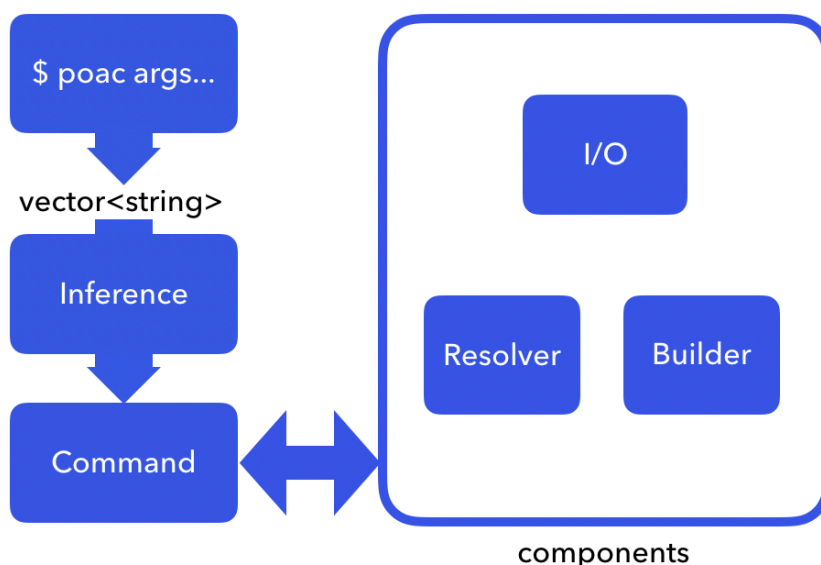 $ poac args...
vector<string>
Inference
Command
I/O
Resolver
Builder
components